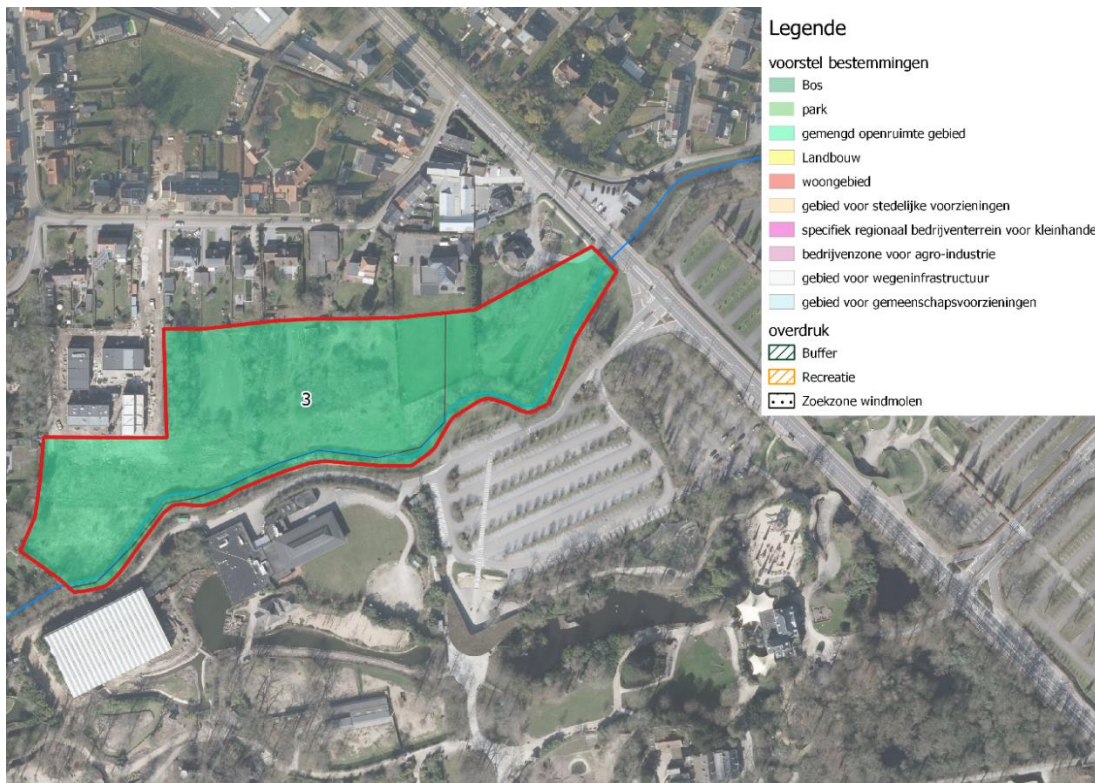 Legende
voorstel bestemmingen
Bos
park
gemengd openruimte gebied
Landbouw
woongebied
gebied voor stedelijke voorzieningen
specifiek regionaal bedrijventerrein voor kleinhande
bedrijvenzone voor agro-industrie
gebied voor wegeninfrastructuur
gebied voor gemeenschapsvoorzieningen
overdruk
Buffer
Recreatie
Zoekzone windmolen
3